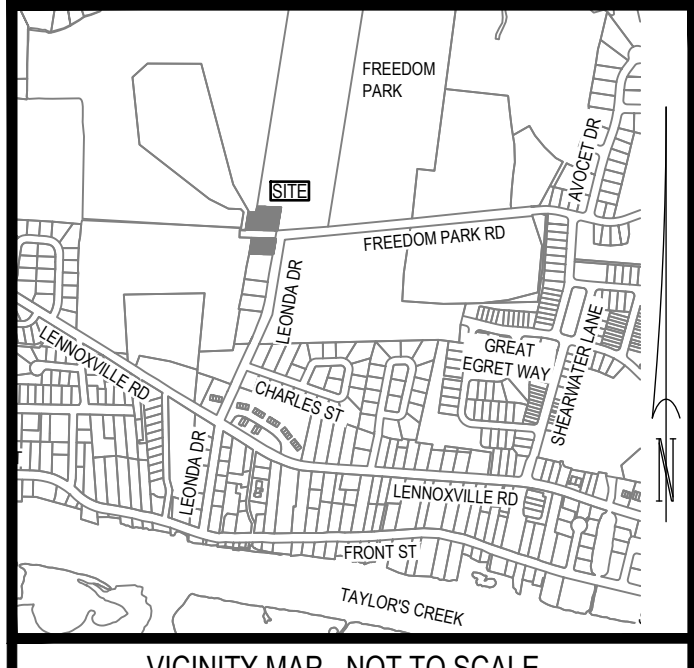 FREEDOM
PARK
AVOCET DR
SITE
FREEDOM PARK RD
LEONDA DR
LENNOXVILLE RD
GREAT
EGRET WAY
SHEARWATER LANE
CHARLES ST
LEONDA DR
LENNOXVILLE RD
N
FRONT ST
TAYLOR'S CREEK
VICINITY MAP - NOT TO SCALE